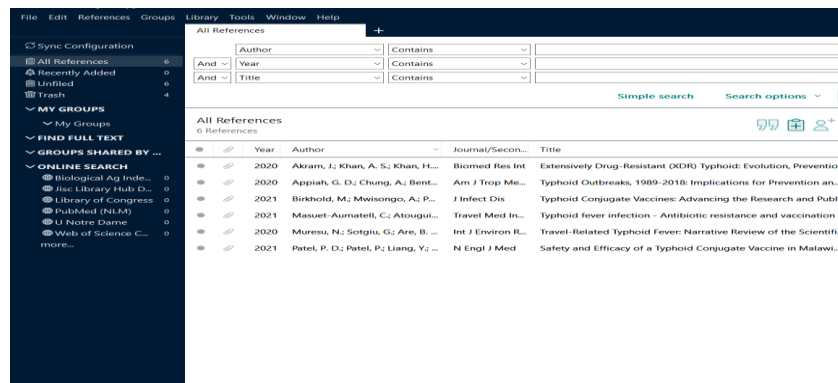 File Edit References Groups Library Tools Window Help
All References +
Sync Configuration
All References 6
Recently Added 0
Unfiled 6
Trash 4
MY GROUPS
My Groups
FIND FULL TEXT
GROUPS SHARED BY ...
ONLINE SEARCH
Biological Ag Inde... 0
Jisc Library Hub D... 0
Library of Congress 0
PubMed (NLM) 0
U Notre Dame 0
Web of Science C... 0
more...
Author Contains
And Year Contains
And Title Contains
Simple search Search options
All References
6 References
Year Author Journal/Secon... Title
2020 Akram, J.; Khan, A. S.; Khan, H.... Biomed Res Int Extensively Drug-Resistant (XDR) Typhoid: Evolution, Preventio
2020 Appiah, G. D.; Chung, A.; Bent... Am J Trop Me... Typhoid Outbreaks, 1989-2018: Implications for Prevention an...
2021 Birkhold, M.; Mwisongo, A.; P... J Infect Dis Typhoid Conjugate Vaccines: Advancing the Research and Publ
2021 Masuet-Aumatell, C.; Atougui... Travel Med In... Typhoid fever infection - Antibiotic resistance and vaccination
2020 Muresu, N.; Sotgiu, G.; Are, B. ... Int J Environ R... Travel-Related Typhoid Fever: Narrative Review of the Scientifi
2021 Patel, P. D.; Patel, P.; Liang, Y.; ... N Engl J Med Safety and Efficacy of a Typhoid Conjugate Vaccine in Malawi...